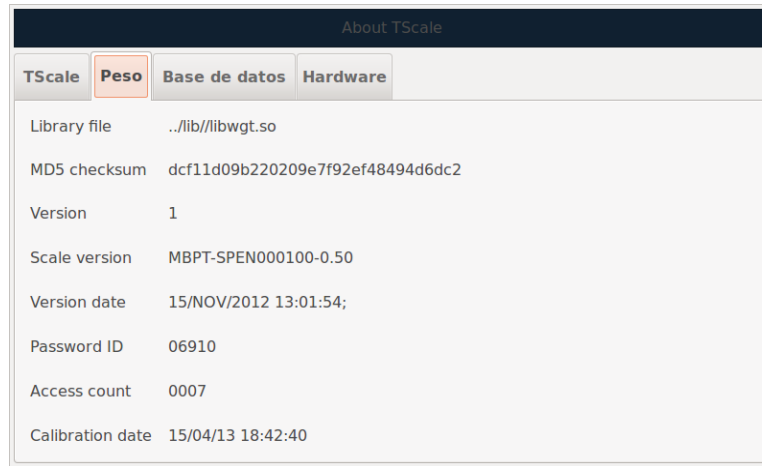 About TScale
TScale Peso Base de datos Hardware
Library file ../lib//libwgt.so
MD5 checksum dcf11d09b220209e7f92ef48494d6dc2
Version 1
Scale version MBPT-SPEN000100-0.50
Version date 15/NOV/2012 13:01:54;
Password ID 06910
Access count 0007
Calibration date 15/04/13 18:42:40